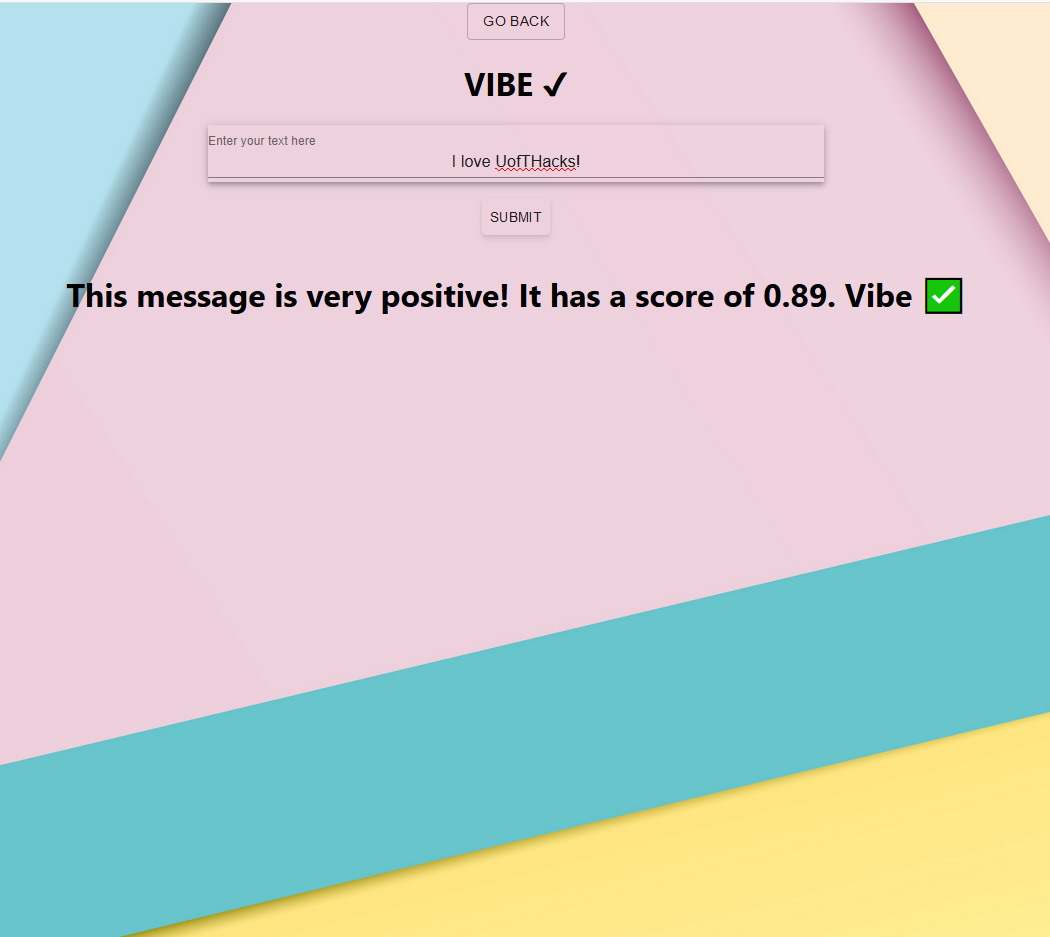 GO BACK
VIBE ✔
Enter your text here
I love UofTHacks!
SUBMIT
This message is very positive! It has a score of 0.89. Vibe ✅